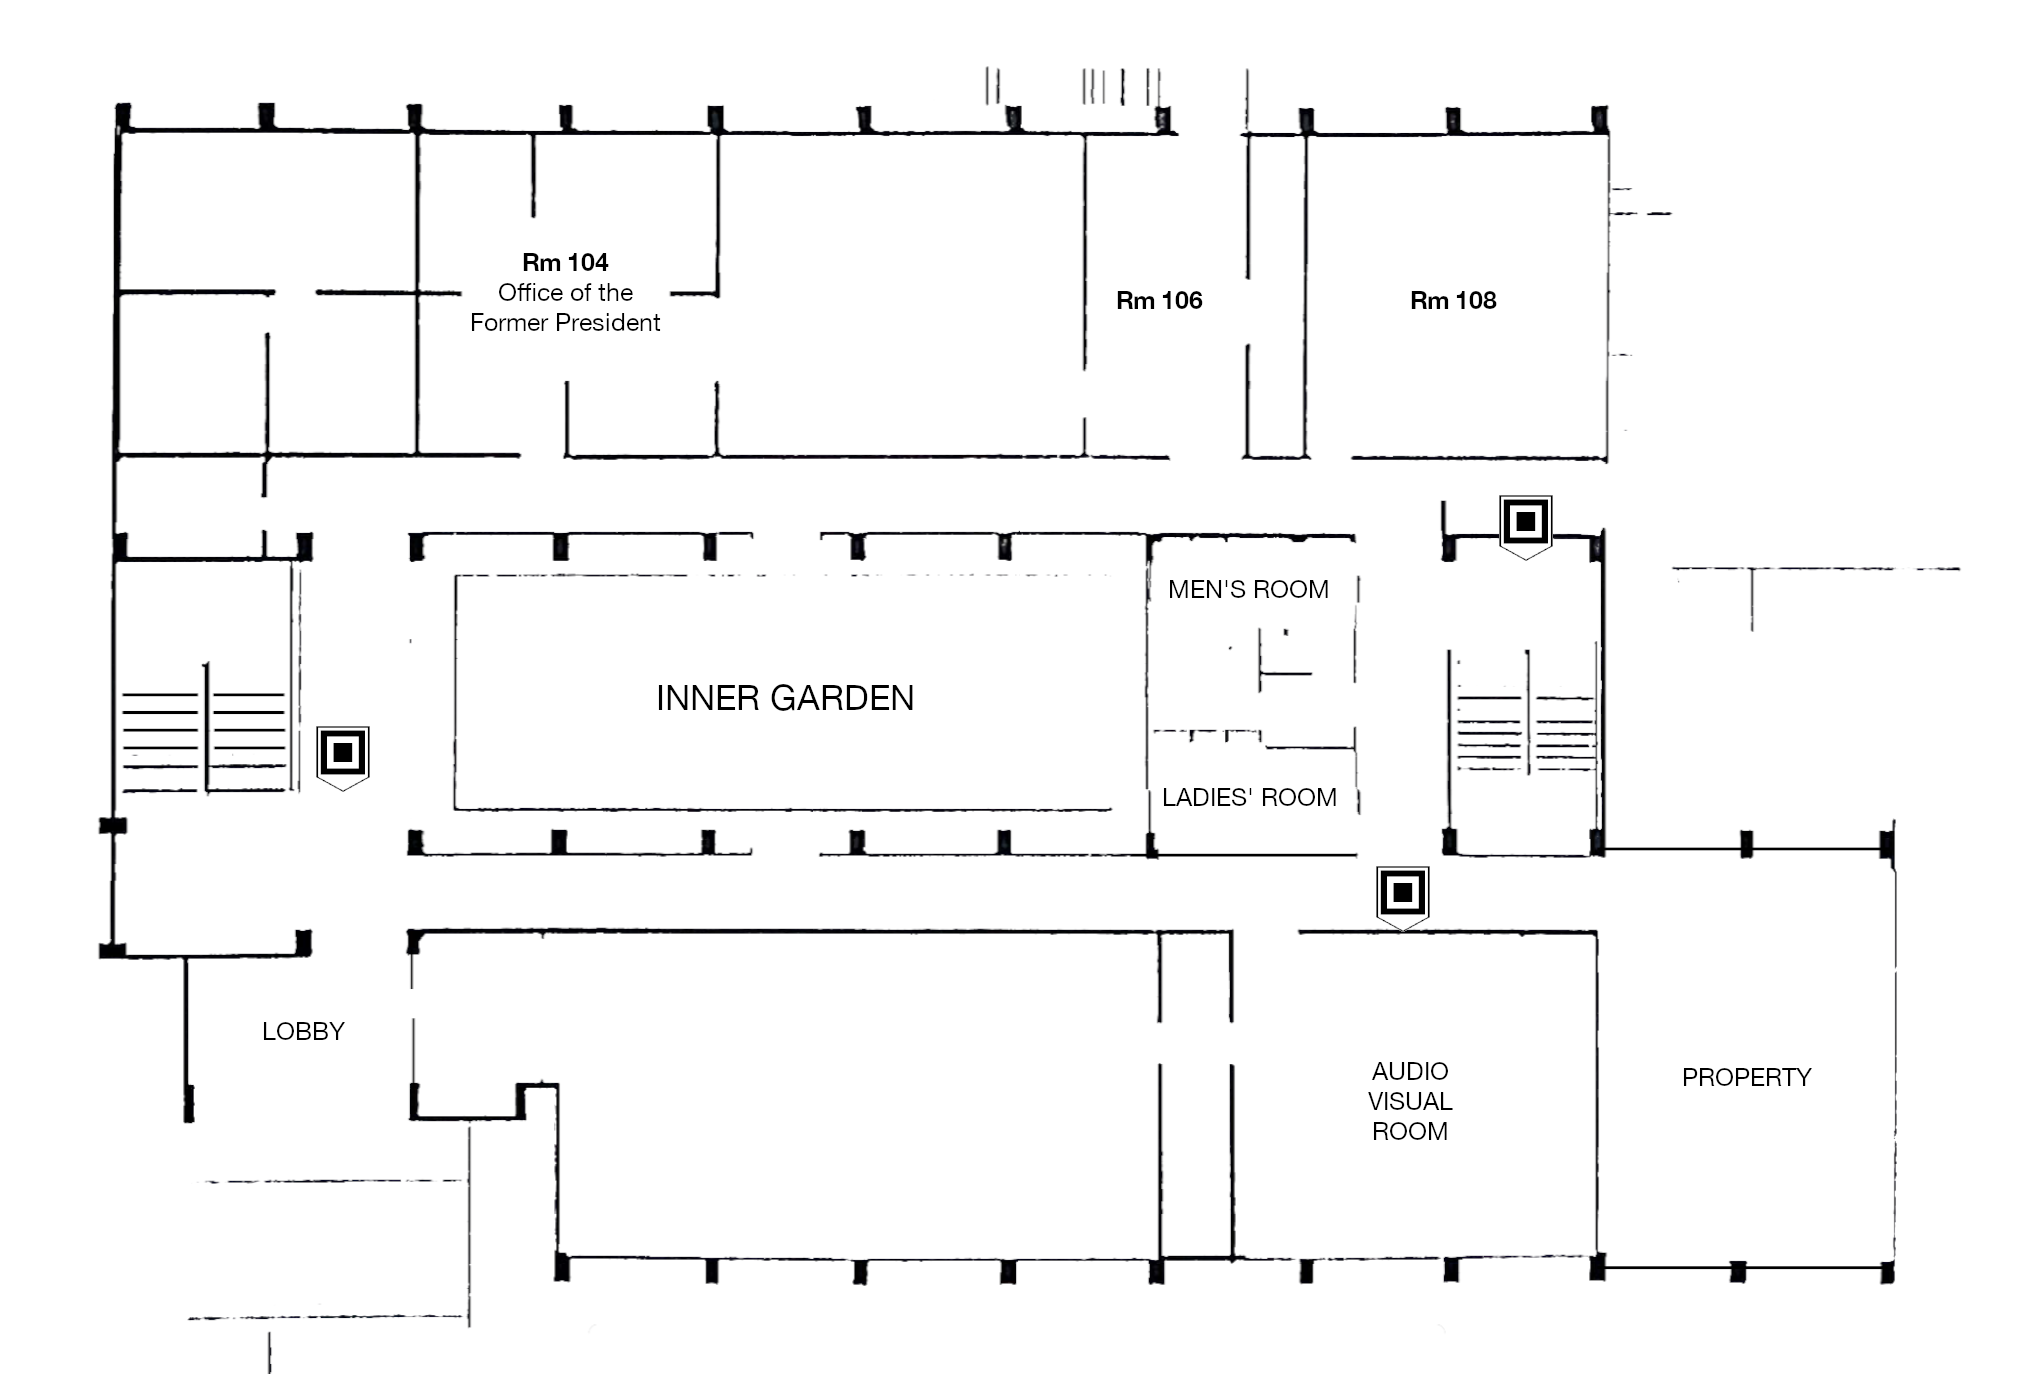 Rm 104
Office of the
Former President
Rm 106
Rm 108
MEN'S ROOM
INNER GARDEN
LADIES' ROOM
LOBBY
AUDIO
VISUAL
ROOM
PROPERTY